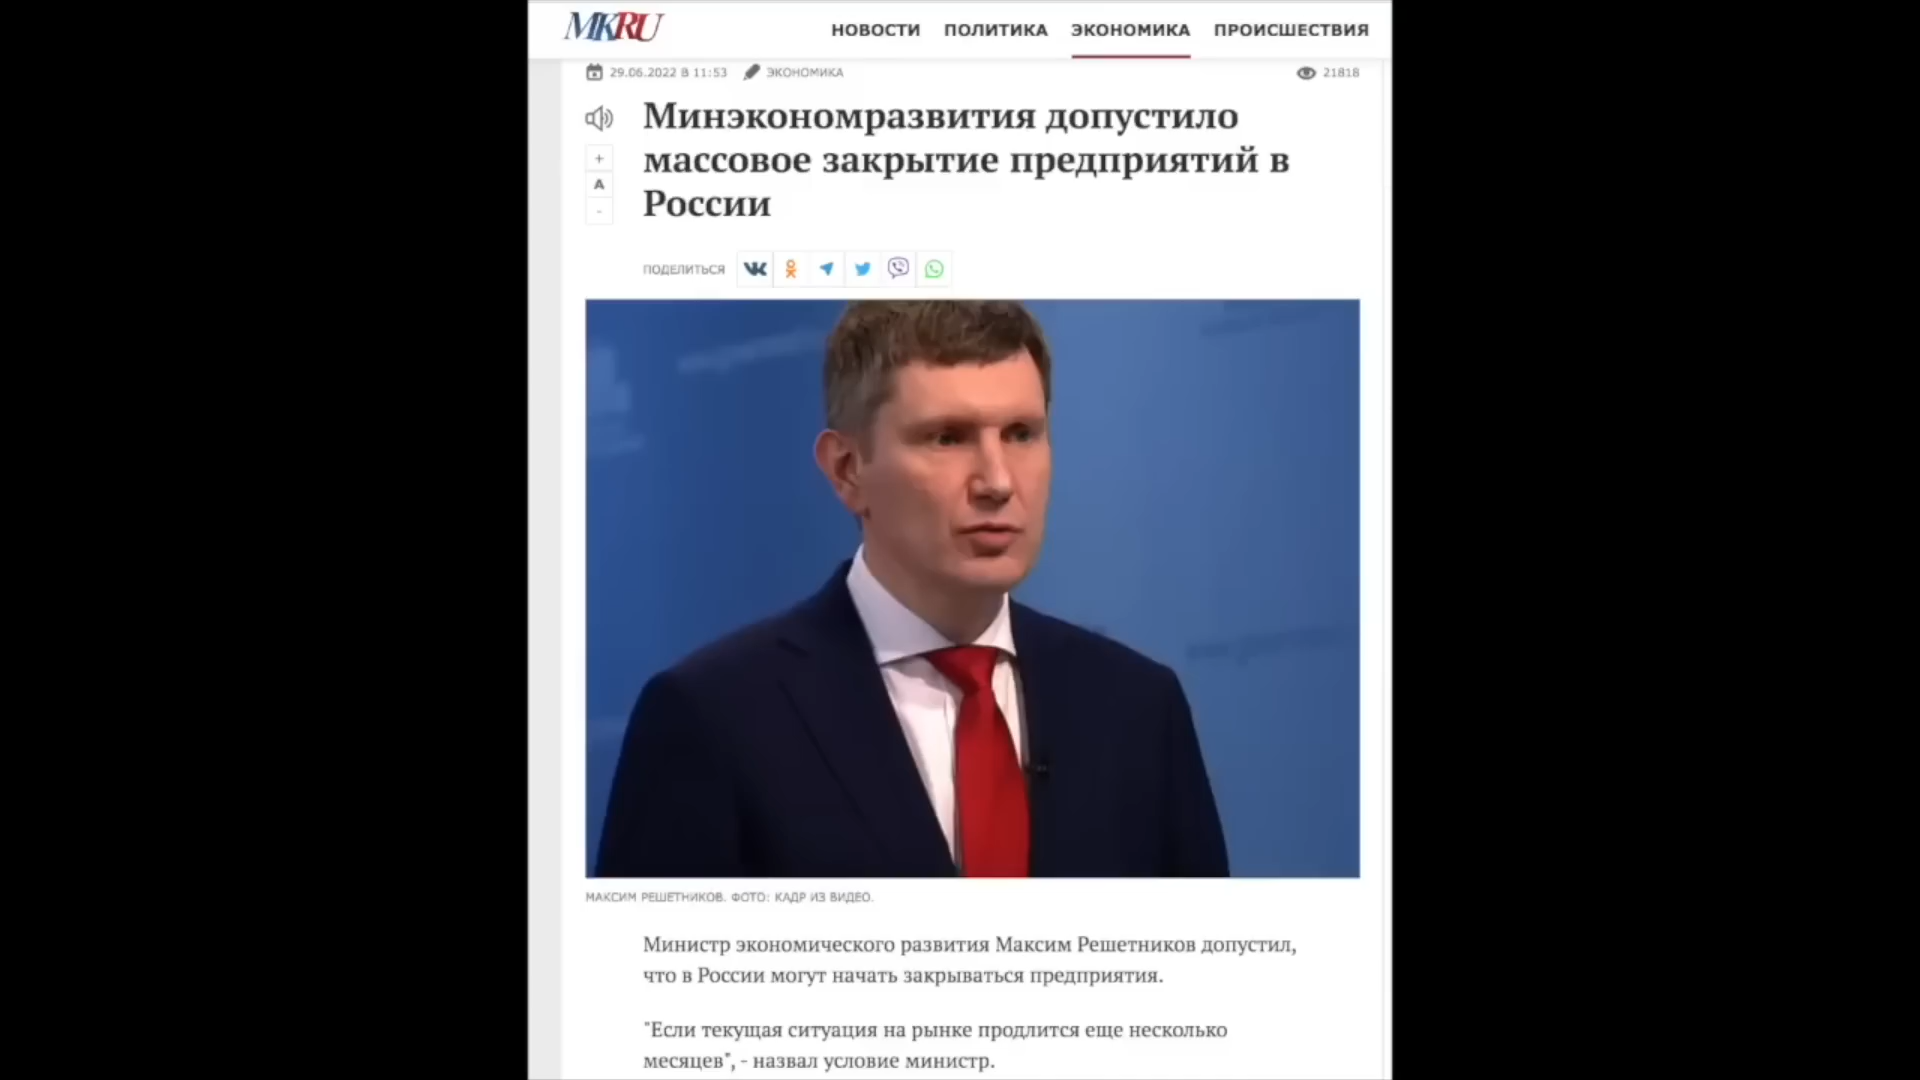 MKRU
НОВОСТИ ПОЛИТИКА ЭКОНОМИКА ПРОИСШЕСТВИЯ
29.06.2022 В 11:53 ЭКОНОМИКА 21818
Минэкономразвития допустило
массовое закрытие предприятий в
России
+
А
-
ПОДЕЛИТЬСЯ
МАКСИМ РЕШЕТНИКОВ. ФОТО: КАДР ИЗ ВИДЕО.
Министр экономического развития Максим Решетников допустил,
что в России могут начать закрываться предприятия.
"Если текущая ситуация на рынке продлится еще несколько
месяцев", - назвал условие министр.